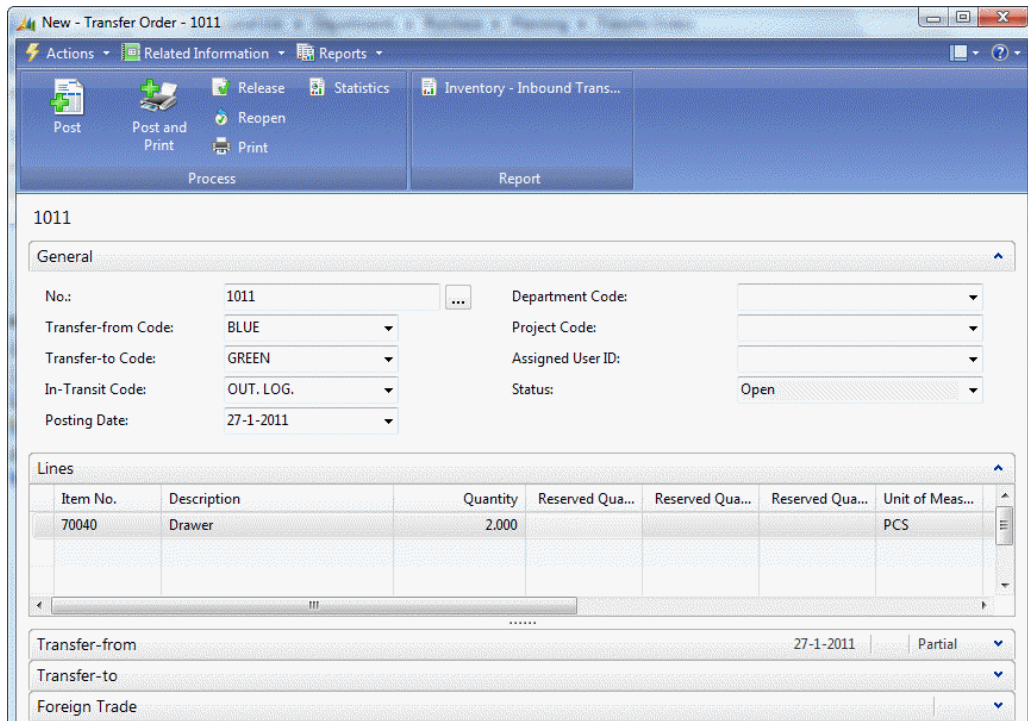 New - Transfer Order - 1011
Actions Related Information Reports
Post
Post and Print
Release
Reopen
Print
Statistics
Process
Inventory - Inbound Trans...
Report
1011
General
No.: 1011 ...
Transfer-from Code: BLUE
Transfer-to Code: GREEN
In-Transit Code: OUT. LOG.
Posting Date: 27-1-2011
Department Code:
Project Code:
Assigned User ID:
Status: Open
Lines
Item No. Description Quantity Reserved Qua... Reserved Qua... Reserved Qua... Unit of Meas...
70040 Drawer 2.000 PCS
Transfer-from 27-1-2011 Partial
Transfer-to
Foreign Trade